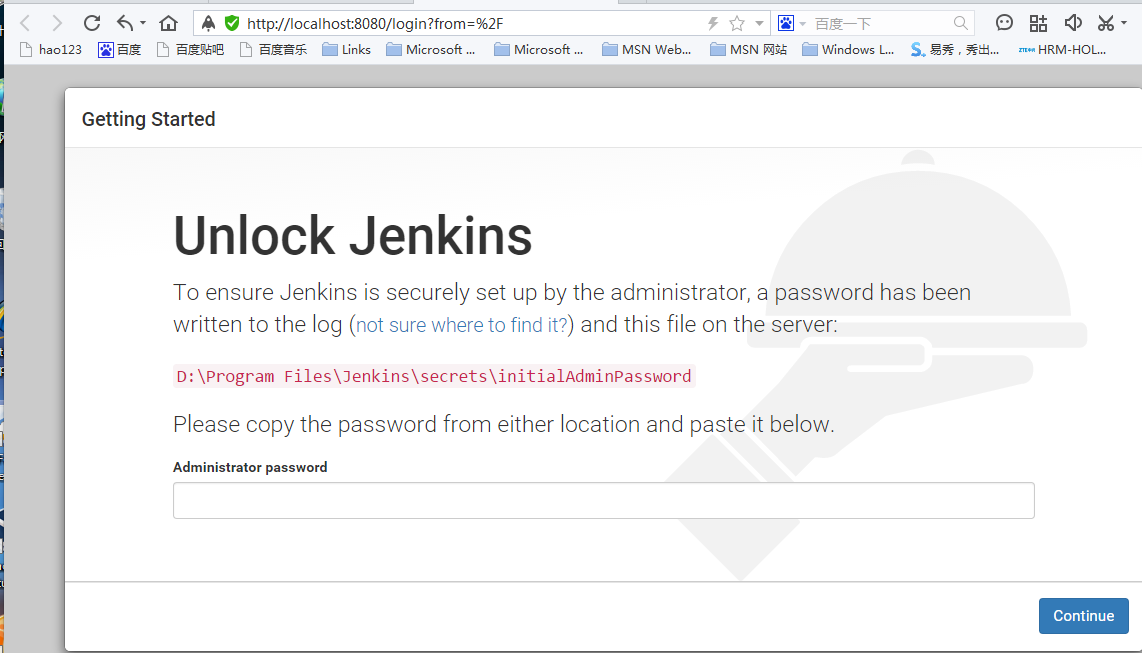 http://localhost:8080/login?from=%2F
百度一下
hao123
百度
百度贴吧
百度音乐
Links
Microsoft ...
Microsoft ...
MSN Web...
MSN 网站
Windows L...
易秀，秀出...
HRM-HOL...
Getting Started
Unlock Jenkins
To ensure Jenkins is securely set up by the administrator, a password has been
written to the log (not sure where to find it?) and this file on the server:
D:\Program Files\Jenkins\secrets\initialAdminPassword
Please copy the password from either location and paste it below.
Administrator password
Continue